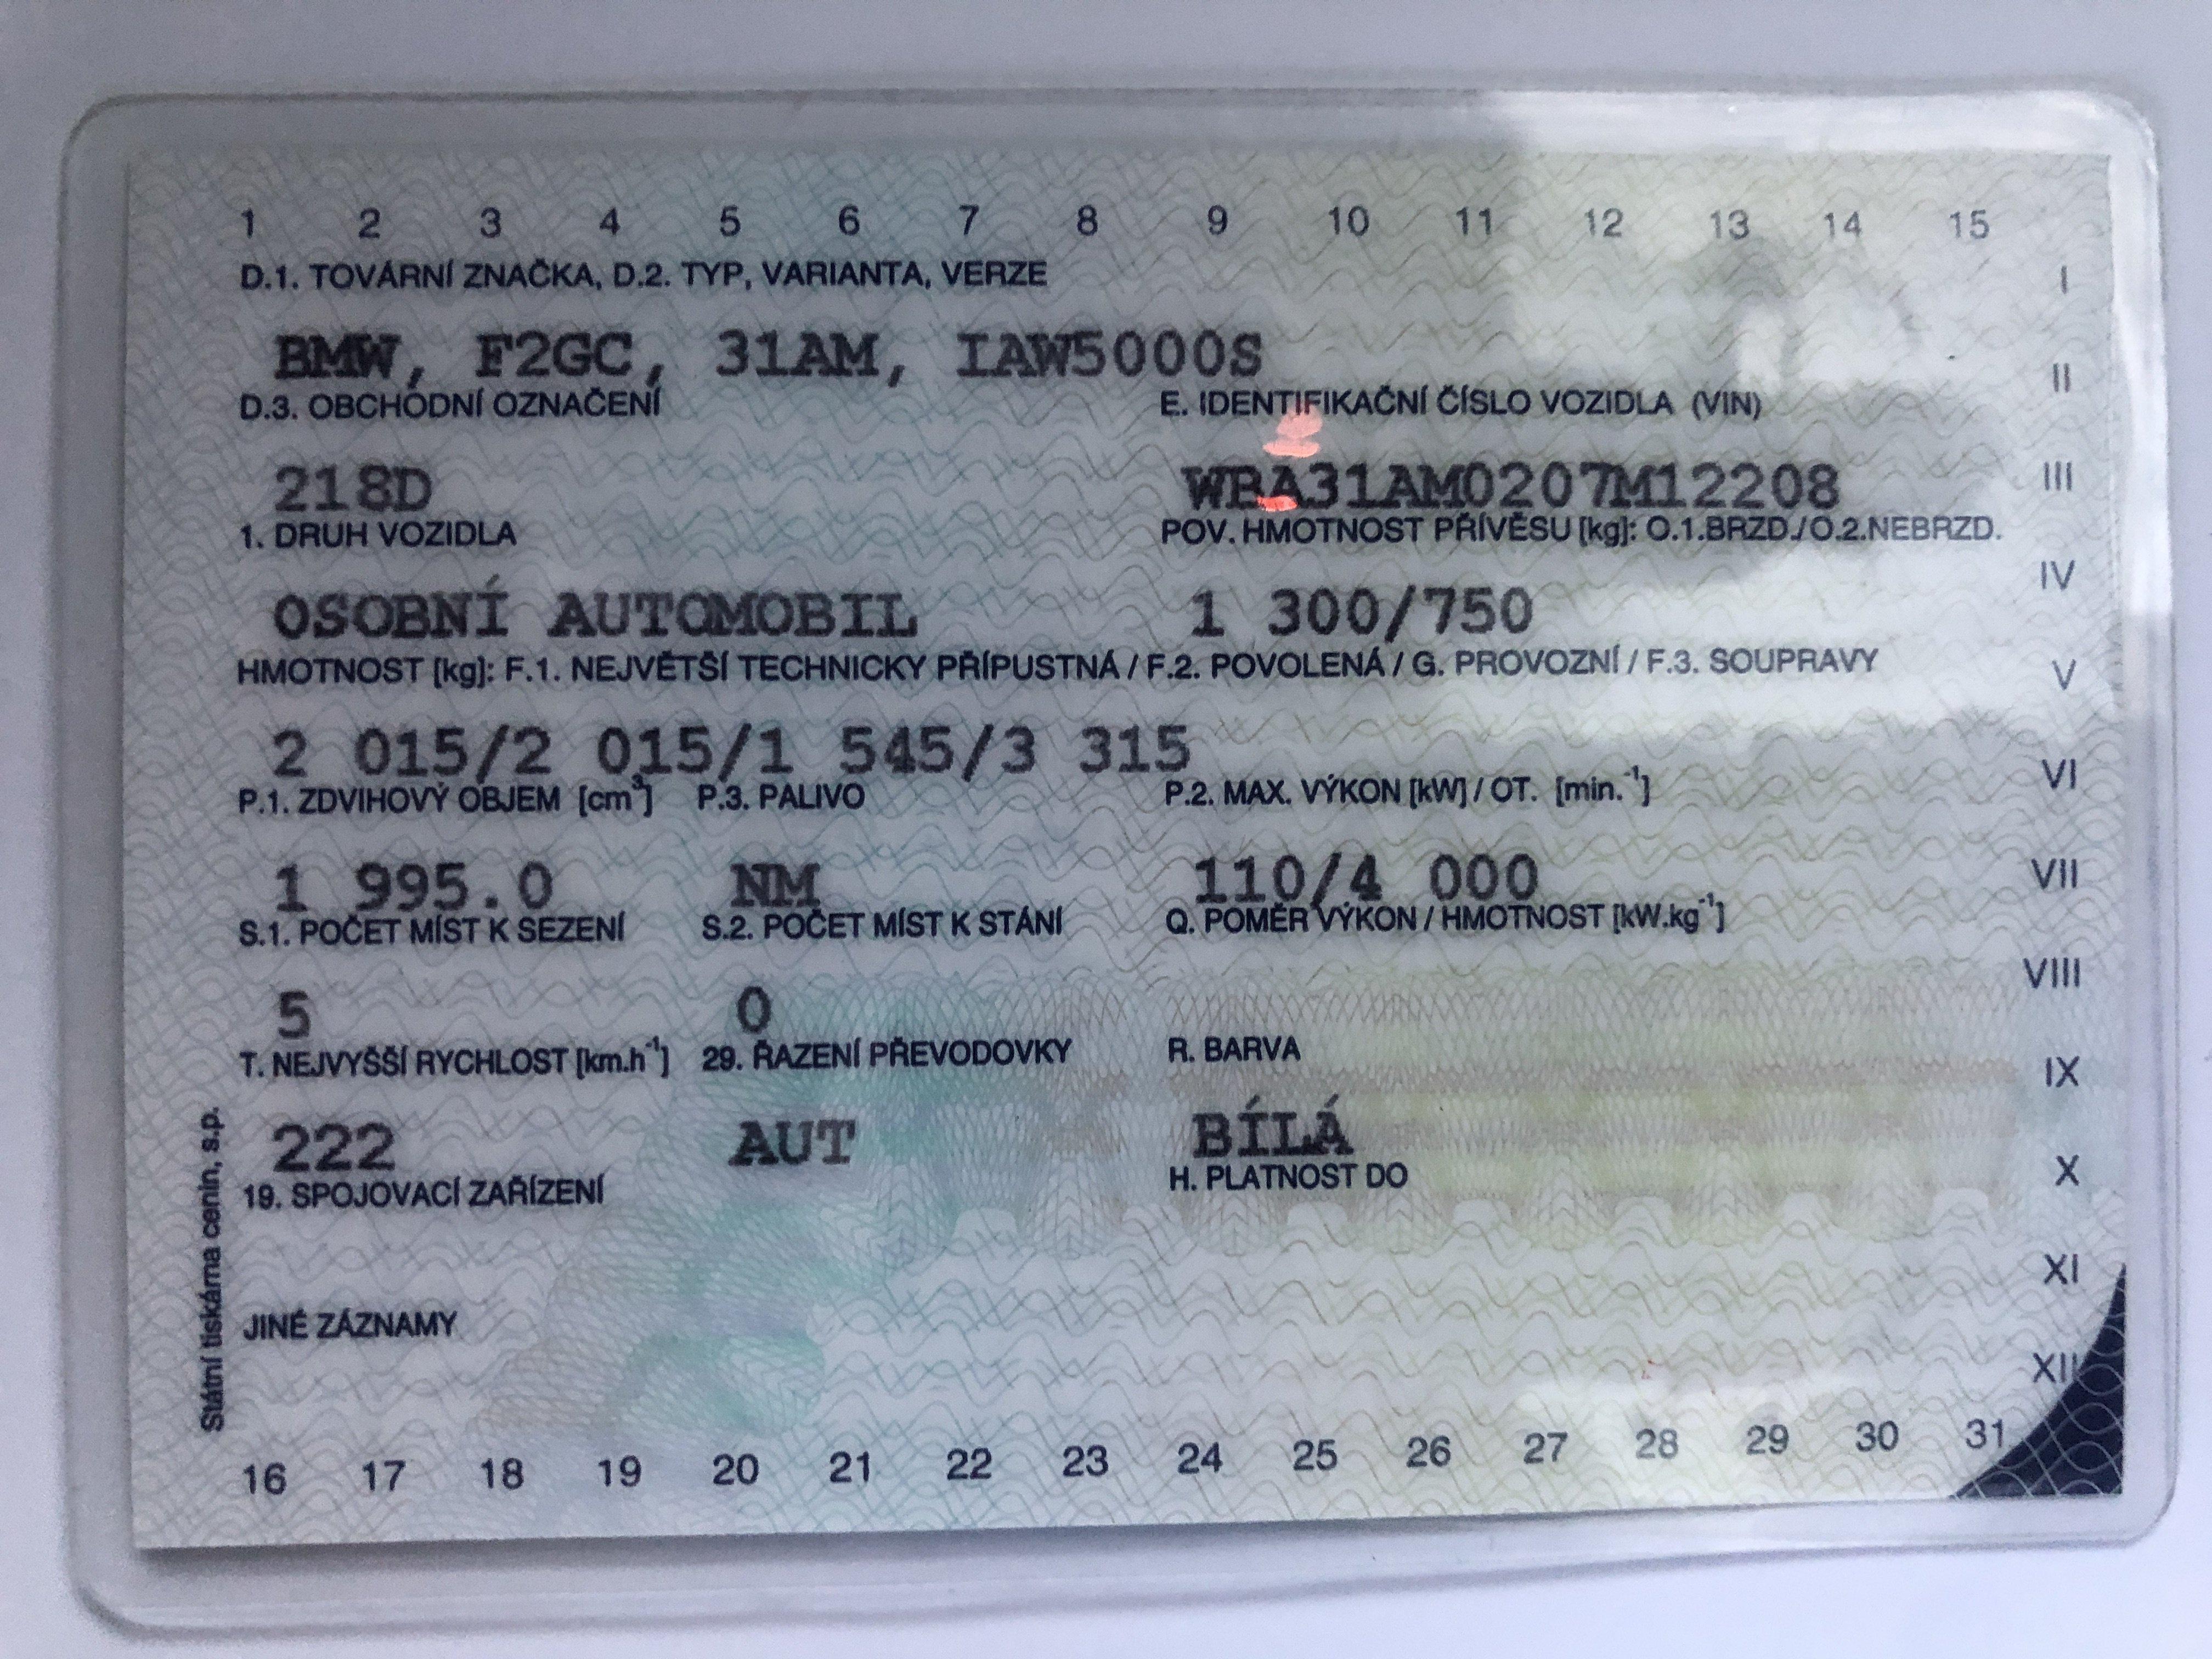 1 2 3 4 5 6 7 8 9 10 11 12 13 14 15
D.1. TOVÁRNÍ ZNAČKA, D.2. TYP, VARIANTA, VERZE
I
BMW, F2GC, 31AM, IAW5000S
II
D.3. OBCHODNÍ OZNAČENÍ E. IDENTIFIKAČNÍ ČÍSLO VOZIDLA (VIN)
218D WBA31AM0207M12208
III
1. DRUH VOZIDLA POV. HMOTNOST PŘÍVĚSU [kg]: O.1.BRZD./O.2.NEBRZD.
IV
OSOBNÍ AUTOMOBIL 1 300/750
HMOTNOST [kg]: F.1. NEJVĚTŠÍ TECHNICKY PŘÍPUSTNÁ / F.2. POVOLENÁ / G. PROVOZNÍ / F.3. SOUPRAVY
V
2 015/2 015/1 545/3 315
VI
P.1. ZDVIHOVÝ OBJEM [cm³] P.3. PALIVO P.2. MAX. VÝKON [kW] / OT. [min.⁻¹]
1 995.0 NM 110/4 000
VII
S.1. POČET MÍST K SEZENÍ S.2. POČET MÍST K STÁNÍ Q. POMĚR VÝKON / HMOTNOST [kW.kg⁻¹]
VIII
5 0
T. NEJVYŠŠÍ RYCHLOST [km.h⁻¹] 29. ŘAZENÍ PŘEVODOVKY R. BARVA
IX
222 AUT BÍLÁ
X
19. SPOJOVACÍ ZAŘÍZENÍ H. PLATNOST DO
XI
JINÉ ZÁZNAMY
XII
Státní tiskárna cenin, s.p.
16 17 18 19 20 21 22 23 24 25 26 27 28 29 30 31